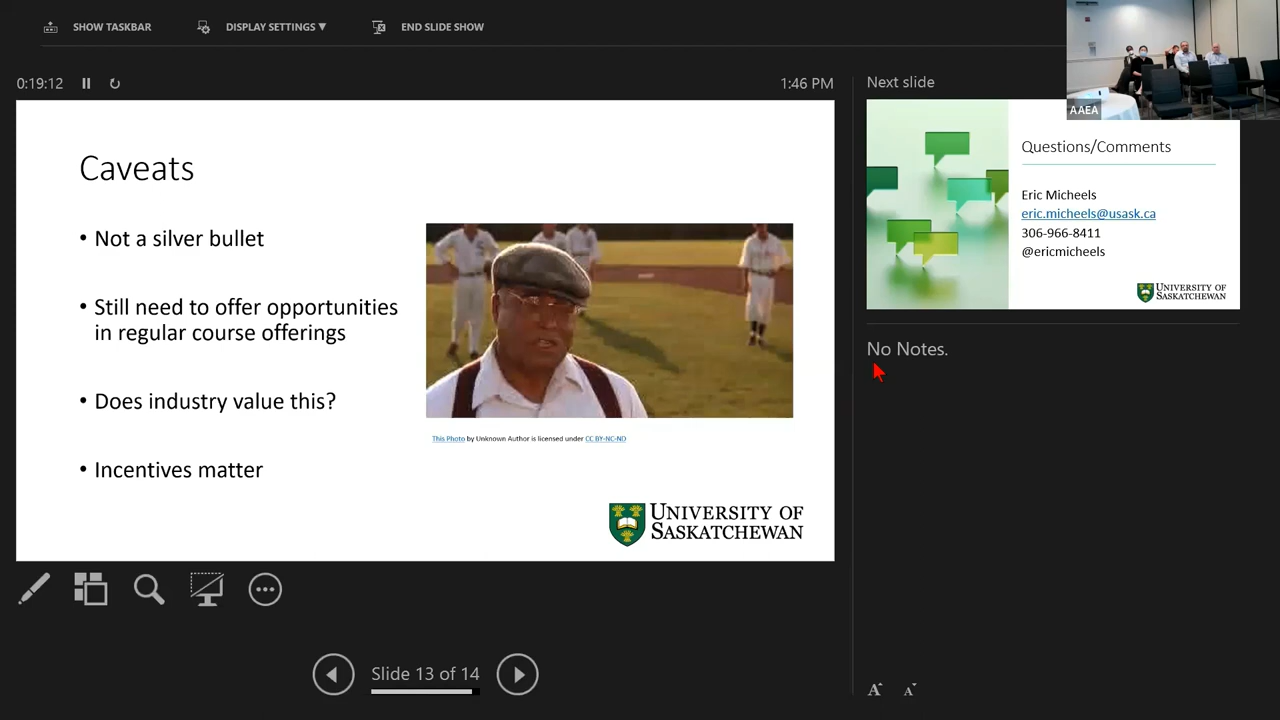 SHOW TASKBAR
DISPLAY SETTINGS ▼
END SLIDE SHOW
0:19:12
1:46 PM
Caveats
• Not a silver bullet
• Still need to offer opportunities
in regular course offerings
• Does industry value this?
• Incentives matter
This Photo by Unknown Author is licensed under CC BY-NC-ND
UNIVERSITY OF
SASKATCHEWAN
Slide 13 of 14
Next slide
AAEA
Questions/Comments
Eric Micheels
eric.micheels@usask.ca
306-966-8411
@ericmicheels
UNIVERSITY OF
SASKATCHEWAN
No Notes.
A A